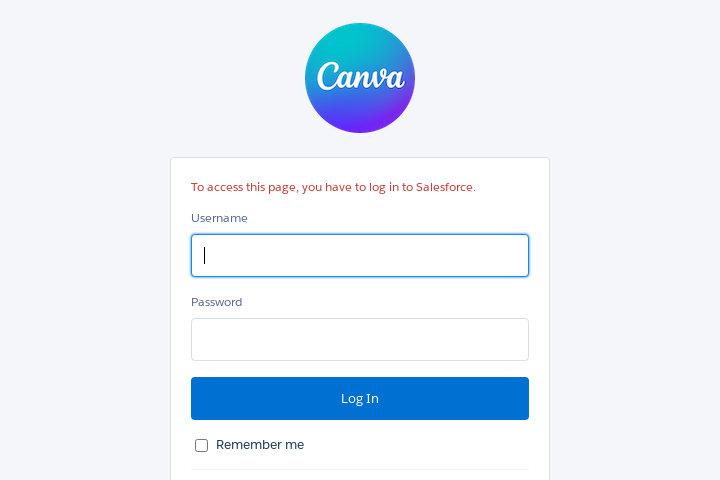 Canva
To access this page, you have to log in to Salesforce.
Username
Password
Log In
Remember me